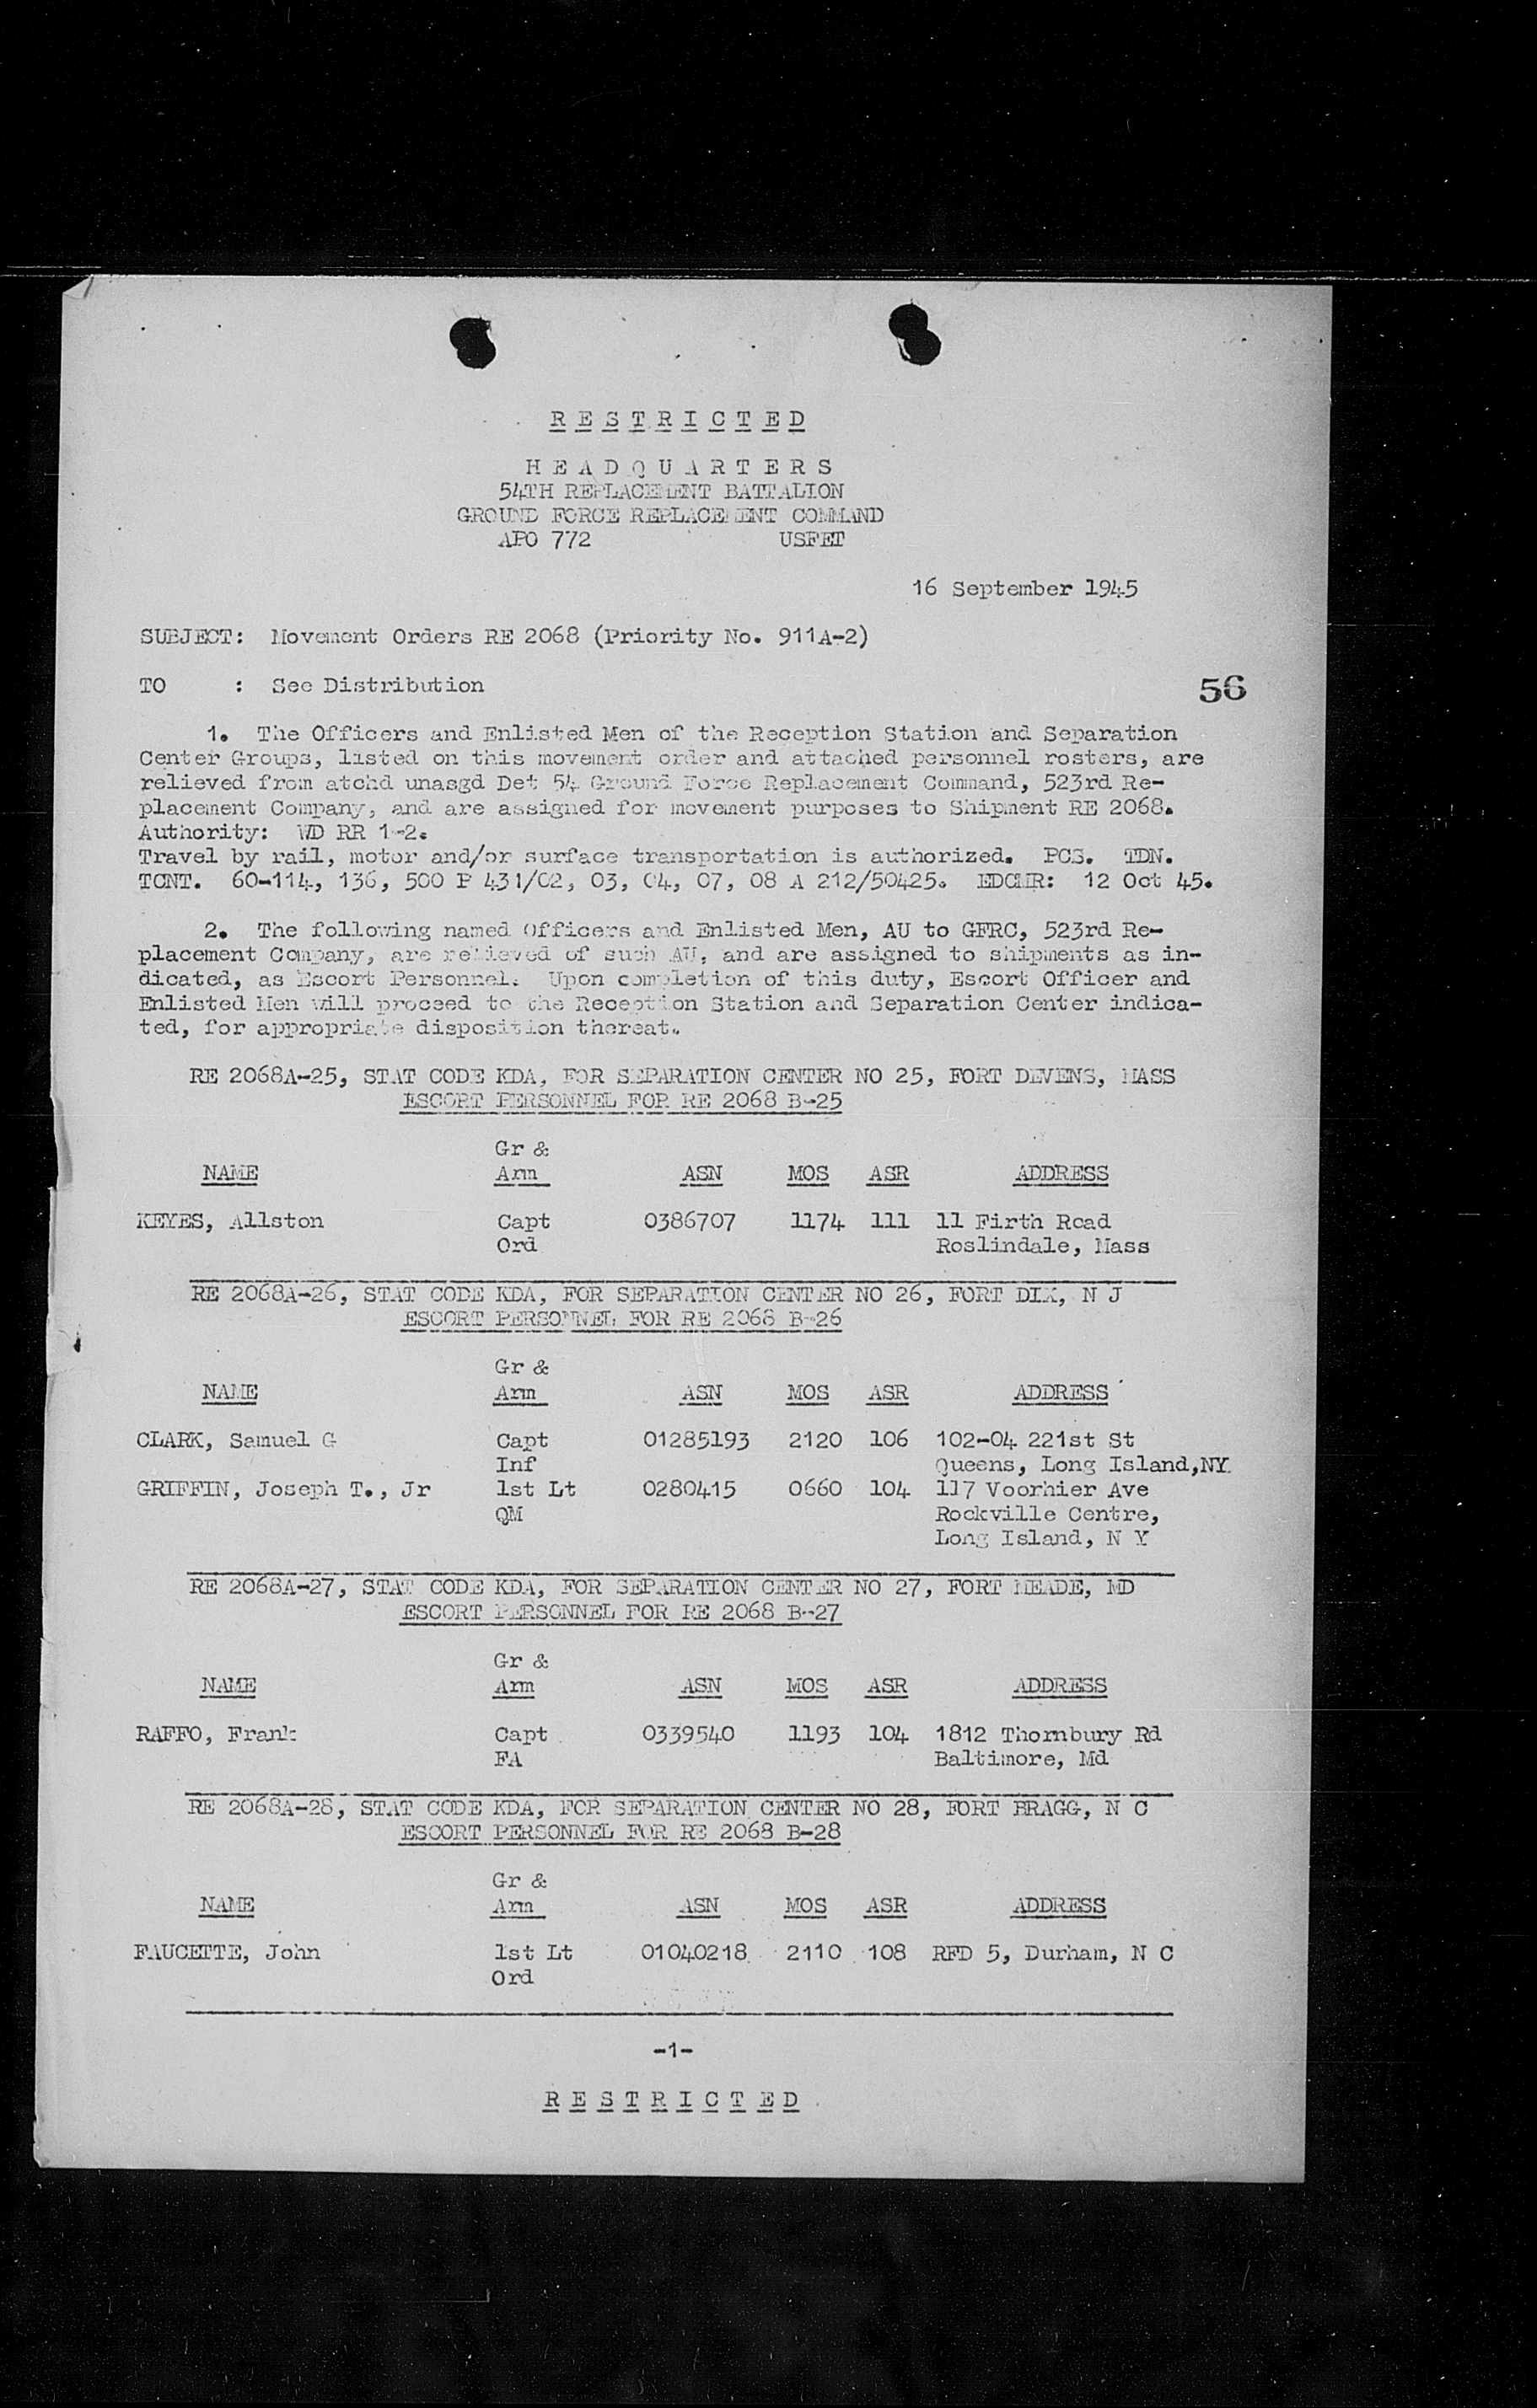 R E S T R I C T E D
H E A D Q U A R T E R S
54TH REPLACEMENT BATTALION
GROUND FORCE REPLACEMENT COMMAND
APO 772 USFET
16 September 1945
SUBJECT: Movement Orders RE 2068 (Priority No. 911A-2)
TO : See Distribution
56
1. The Officers and Enlisted Men of the Reception Station and Separation
Center Groups, listed on this movement order and attached personnel rosters, are
relieved from atchd unasgd Det 54 Ground Force Replacement Command, 523rd Re-
placement Company, and are assigned for movement purposes to Shipment RE 2068.
Authority: WD RR 1-2.
Travel by rail, motor and/or surface transportation is authorized. PCS. TDN.
TCNT. 60-114, 136, 500 P 431/02, 03, 04, 07, 08 A 212/50425. EDCMR: 12 Oct 45.
2. The following named Officers and Enlisted Men, AU to GFRC, 523rd Re-
placement Company, are relieved of such AU, and are assigned to shipments as in-
dicated, as Escort Personnel. Upon completion of this duty, Escort Officer and
Enlisted Men will proceed to the Reception Station and Separation Center indica-
ted, for appropriate disposition thereat.
RE 2068A-25, STAT CODE KDA, FOR SEPARATION CENTER NO 25, FORT DEVENS, MASS
ESCORT PERSONNEL FOR RE 2068 B-25
Gr &
NAME Arm ASN MOS ASR ADDRESS
KEYES, Allston Capt 0386707 1174 111 11 Firth Road
Ord Roslindale, Mass
RE 2068A-26, STAT CODE KDA, FOR SEPARATION CENTER NO 26, FORT DIX, N J
ESCORT PERSONNEL FOR RE 2068 B-26
Gr &
NAME Arm ASN MOS ASR ADDRESS
CLARK, Samuel G Capt 01285193 2120 106 102-04 221st St
Inf Queens, Long Island,NY.
GRIFFIN, Joseph T., Jr 1st Lt 0280415 0660 104 117 Voorhier Ave
QM Rockville Centre,
Long Island, N Y
RE 2068A-27, STAT CODE KDA, FOR SEPARATION CENTER NO 27, FORT MEADE, MD
ESCORT PERSONNEL FOR RE 2068 B-27
Gr &
NAME Arm ASN MOS ASR ADDRESS
RAFFO, Frank Capt 0339540 1193 104 1812 Thornbury Rd
FA Baltimore, Md
RE 2068A-28, STAT CODE KDA, FOR SEPARATION CENTER NO 28, FORT BRAGG, N C
ESCORT PERSONNEL FOR RE 2068 B-28
Gr &
NAME Arm ASN MOS ASR ADDRESS
FAUCETTE, John 1st Lt 01040218 2110 108 RFD 5, Durham, N C
Ord
-1-
R E S T R I C T E D